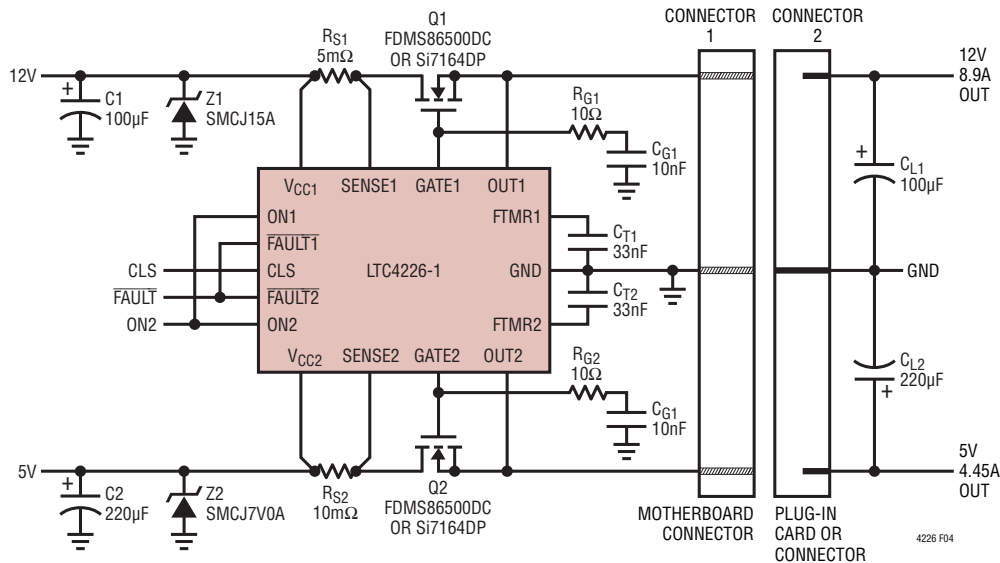 CONNECTOR
1
CONNECTOR
2
Q1
FDMS86500DC
OR Si7164DP
RS1
5mΩ
12V
12V
8.9A
OUT
+
C1
100µF
Z1
SMCJ15A
RG1
10Ω
CG1
10nF
+
CL1
100µF
VCC1
SENSE1
GATE1
OUT1
ON1
FAULT1
CLS
FAULT2
ON2
LTC4226-1
FTMR1
GND
FTMR2
CT1
33nF
CT2
33nF
CLS
FAULT
ON2
GND
VCC2
SENSE2
GATE2
OUT2
RG2
10Ω
CG1
10nF
CL2
220µF
+
5V
5V
4.45A
OUT
+
C2
220µF
Z2
SMCJ7V0A
RS2
10mΩ
Q2
FDMS86500DC
OR Si7164DP
MOTHERBOARD
CONNECTOR
PLUG-IN
CARD OR
CONNECTOR
4226 F04